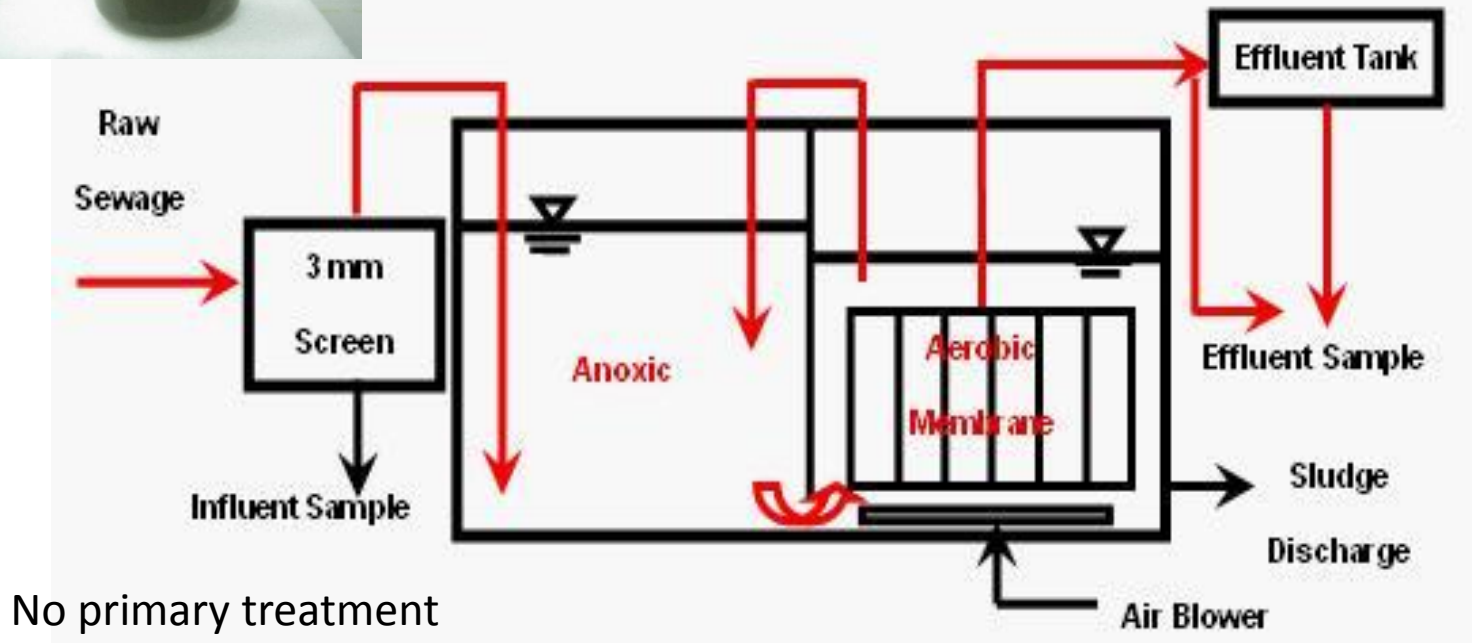 Effluent Tank
Raw
Sewage
3 mm
Screen
Anoxic
Aerobic
Membrane
Effluent Sample
Influent Sample
Sludge
Discharge
Air Blower
No primary treatment